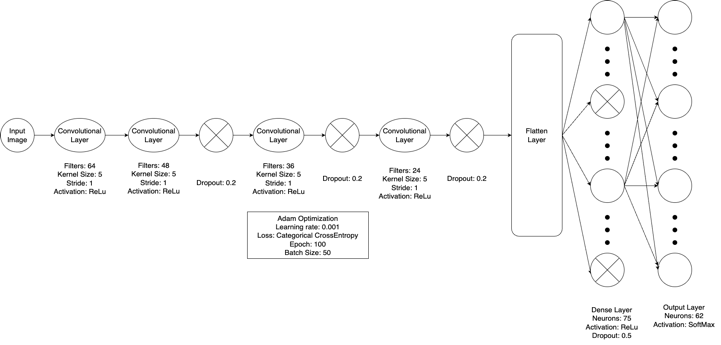 Input
Image
Convolutional
Layer
Filters: 64
Kernel Size: 5
Stride: 1
Activation: ReLu
Convolutional
Layer
Filters: 48
Kernel Size: 5
Stride: 1
Activation: ReLu
Dropout: 0.2
Convolutional
Layer
Filters: 36
Kernel Size: 5
Stride: 1
Activation: ReLu
Dropout: 0.2
Convolutional
Layer
Filters: 24
Kernel Size: 5
Stride: 1
Activation: ReLu
Dropout: 0.2
Flatten
Layer
Adam Optimization
Learning rate: 0.001
Loss: Categorical CrossEntropy
Epoch: 100
Batch Size: 50
Dense Layer
Neurons: 75
Activation: ReLu
Dropout: 0.5
Output Layer
Neurons: 62
Activation: SoftMax